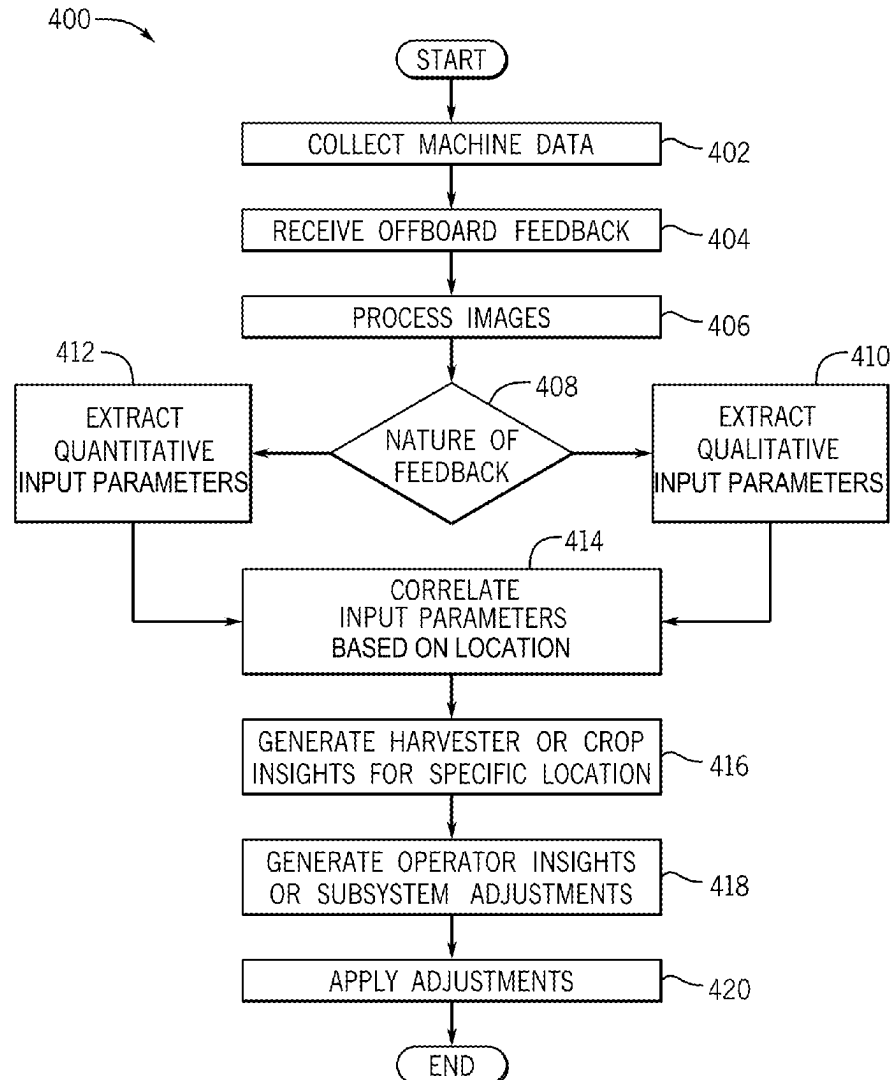 400
START
COLLECT MACHINE DATA
402
RECEIVE OFFBOARD FEEDBACK
404
PROCESS IMAGES
406
412
EXTRACT
QUANTITATIVE
INPUT PARAMETERS
408
NATURE OF
FEEDBACK
410
EXTRACT
QUALITATIVE
INPUT PARAMETERS
414
CORRELATE
INPUT PARAMETERS
BASED ON LOCATION
GENERATE HARVESTER OR CROP
INSIGHTS FOR SPECIFIC LOCATION
416
GENERATE OPERATOR INSIGHTS
OR SUBSYSTEM ADJUSTMENTS
418
APPLY ADJUSTMENTS
420
END